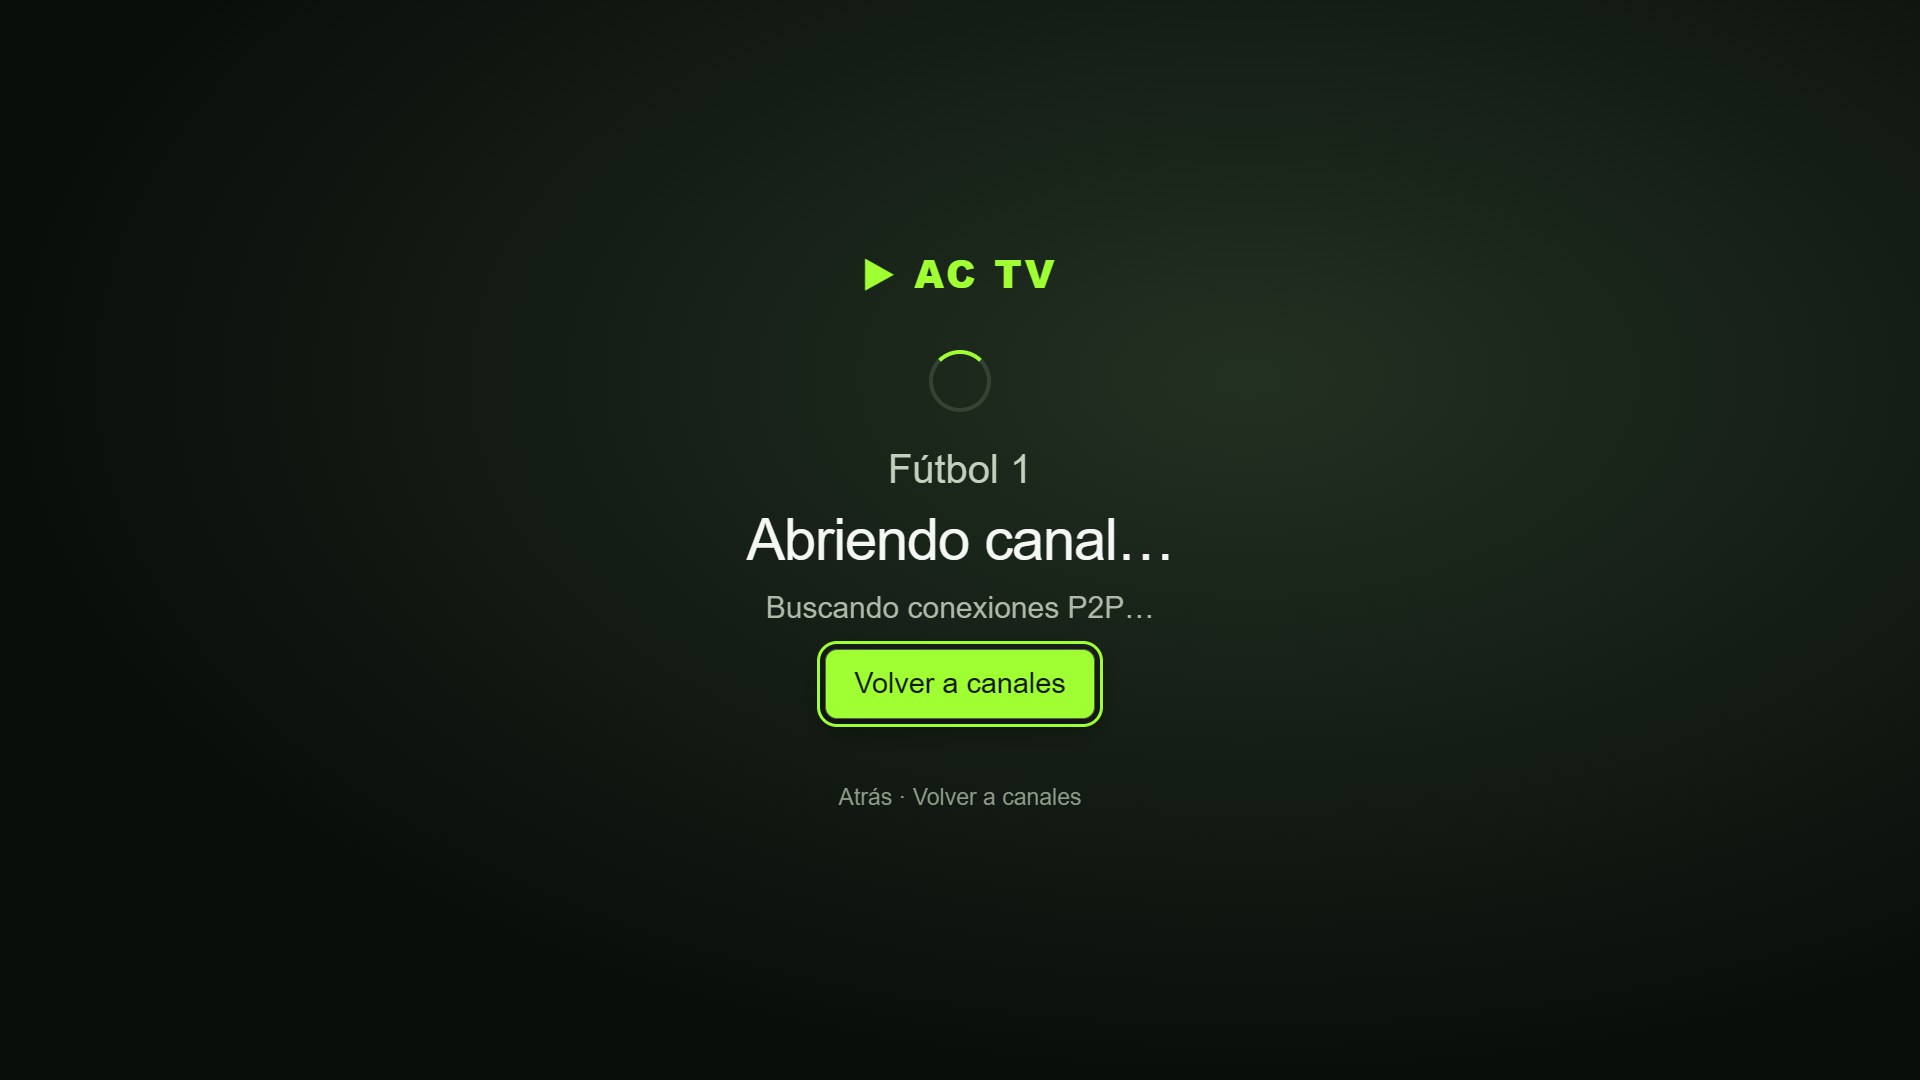 AC TV
Fútbol 1
Abriendo canal…
Buscando conexiones P2P…
Volver a canales
Atrás · Volver a canales